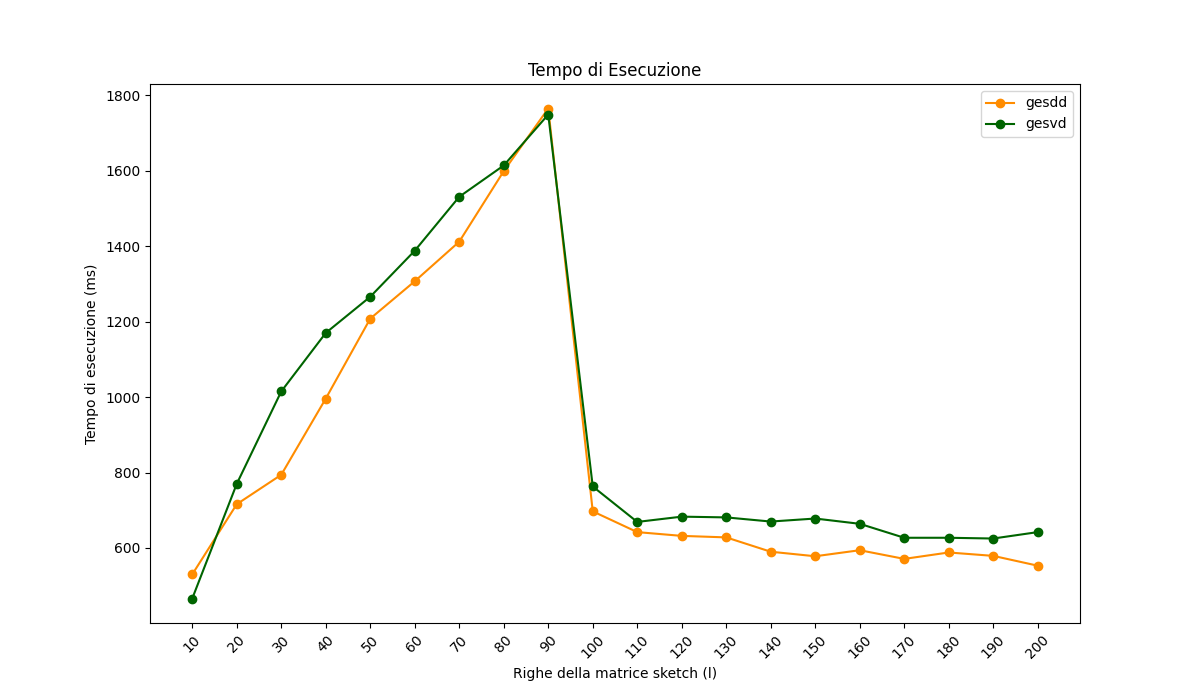 Tempo di Esecuzione
gesdd
gesvd
Tempo di esecuzione (ms)
1800
1600
1400
1200
1000
800
600
10 20 30 40 50 60 70 80 90 100 110 120 130 140 150 160 170 180 190 200
Righe della matrice sketch (l)